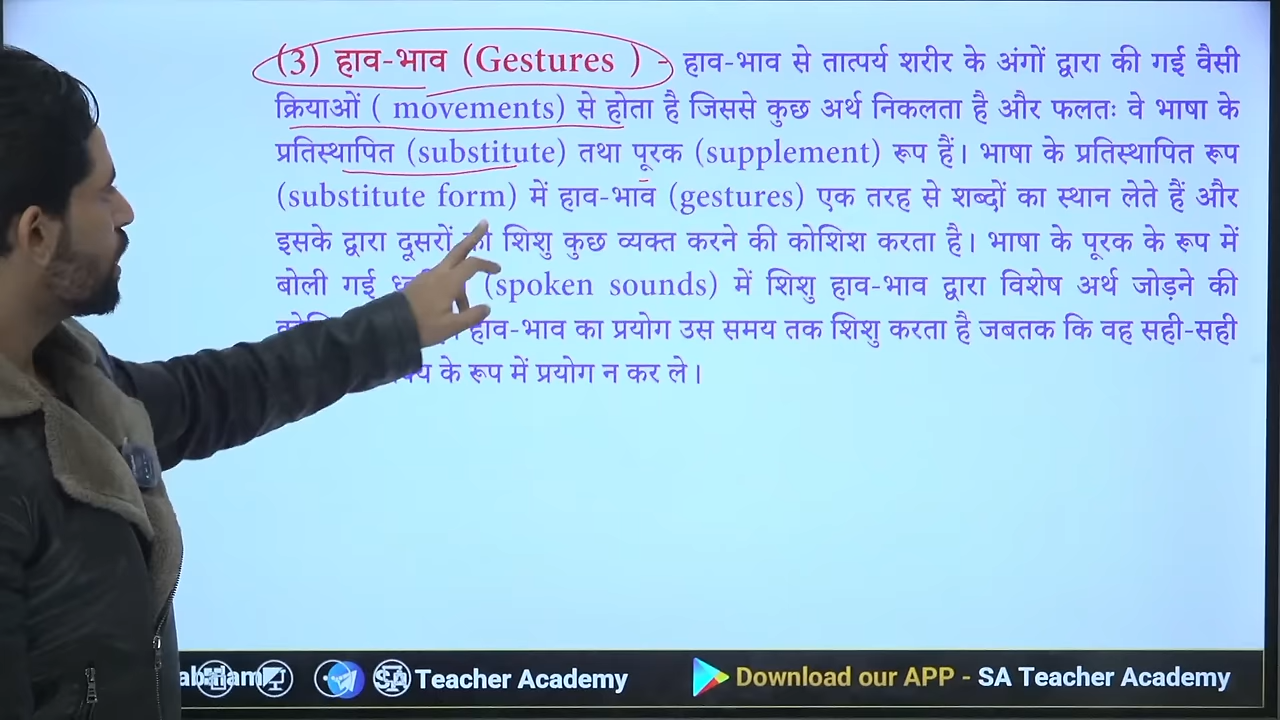 (3) हाव-भाव (Gestures ) - हाव-भाव से तात्पर्य शरीर के अंगों द्वारा की गई वैसी
क्रियाओं ( movements) से होता है जिससे कुछ अर्थ निकलता है और फलतः वे भाषा के
प्रतिस्थापित (substitute) तथा पूरक (supplement) रूप हैं। भाषा के प्रतिस्थापित रूप
(substitute form) में हाव-भाव (gestures) एक तरह से शब्दों का स्थान लेते हैं और
इसके द्वारा दूसरों शिशु कुछ व्यक्त करने की कोशिश करता है। भाषा के पूरक के रूप में
बोली गई (spoken sounds) में शिशु हाव-भाव द्वारा विशेष अर्थ जोड़ने की
हाव-भाव का प्रयोग उस समय तक शिशु करता है जबतक कि वह सही-सही
के रूप में प्रयोग न कर ले।
SA Teacher Academy Download our APP - SA Teacher Academy